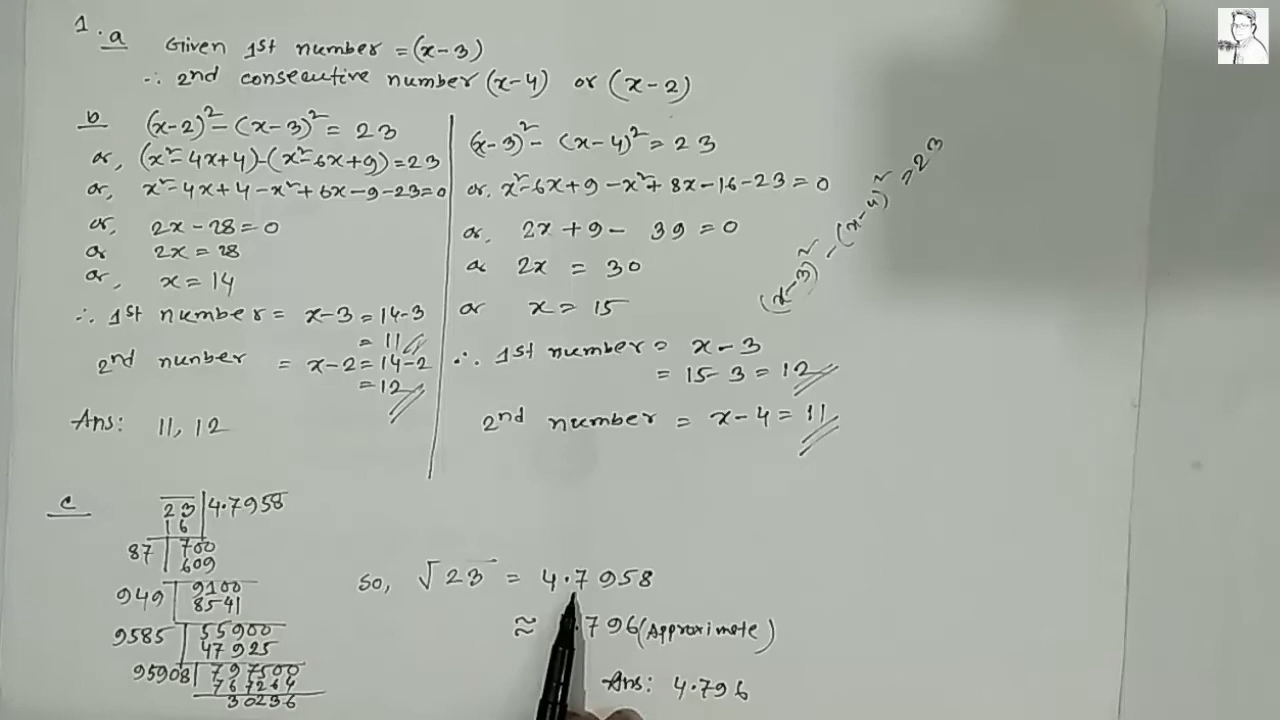 1. a Given 1st number = (x-3)
∴ 2nd consecutive number (x-4) or (x-2)
b (x-2)² - (x-3)² = 23
or, (x²-4x+4)-(x²-6x+9)=23
or, x²-4x+4-x²+6x-9-23=0
or, 2x-28=0
or 2x=28
or, x=14
∴ 1st number = x-3=14-3
= 11
2nd nunber = x-2=14-2
=12
Ans: 11, 12
(x-3)² - (x-4)² = 23
or, x²-6x+9-x²+8x-16-23=0
or, 2x+9- 39=0
or 2x = 30
or x = 15
∴ 1st number = x-3
= 15-3=12
2nd number = x-4=11
(x-3)² - (x-4)² = 23
c 23 | 4.7958
16
87 | 700
609
949 | 9100
8541
9585 | 55900
47925
95908 | 797500
767264
30236
So, √23 = 4.7958
≈ .796 (Approximate)
Ans: 4.796